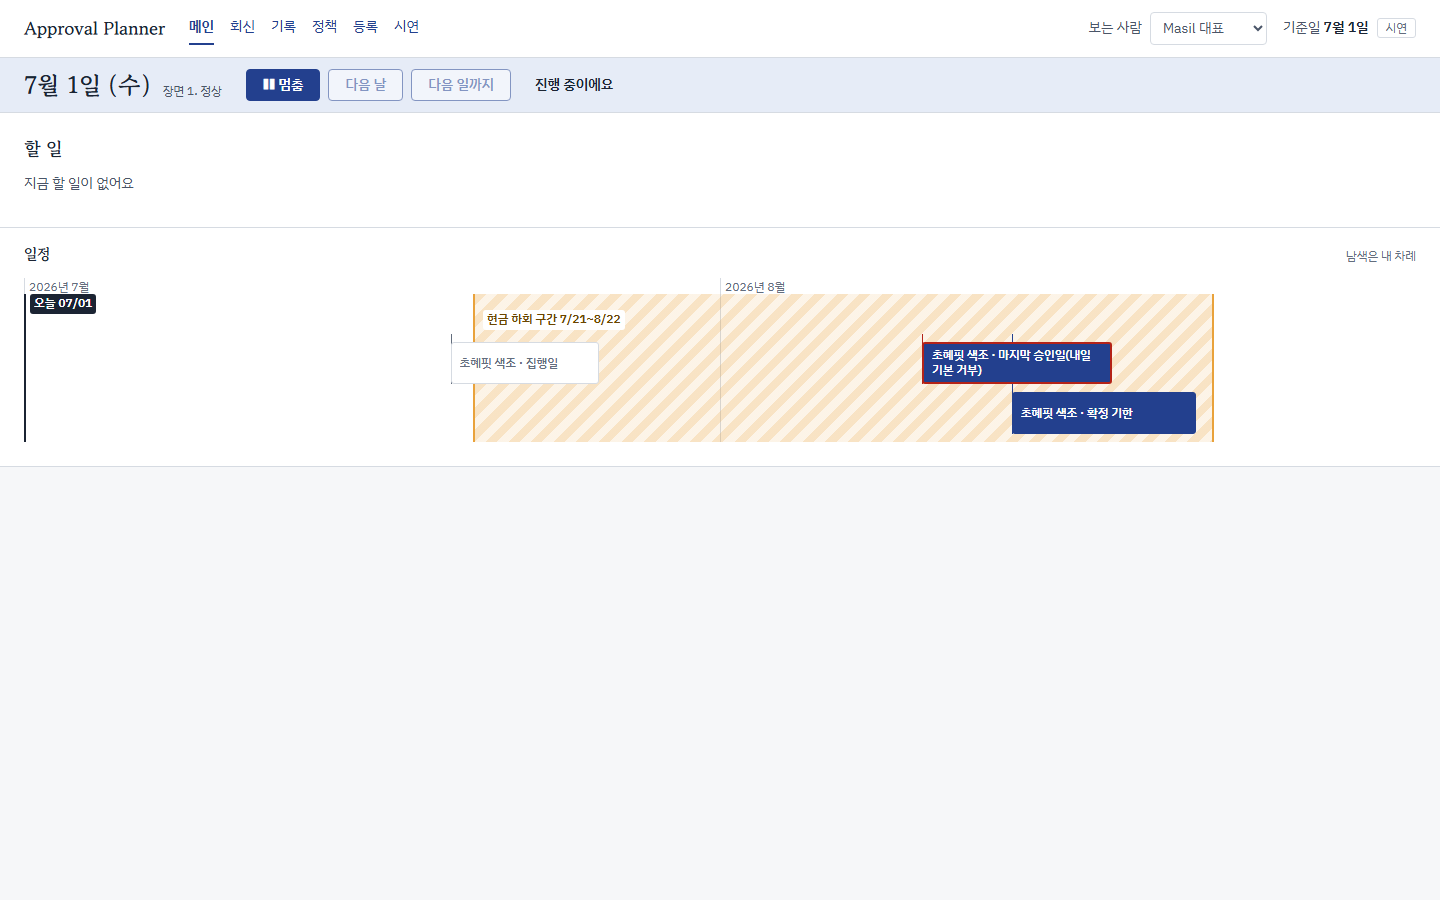 Approval Planner 메인 회신 기록 정책 등록 시연 보는 사람 Masil 대표 기준일 7월 1일 시연
7월 1일 (수) 장면 1. 정상 멈춤 다음 날 다음 일까지 진행 중이에요
할 일
지금 할 일이 없어요
일정 남색은 내 차례
2026년 7월 2026년 8월
오늘 07/01
현금 하회 구간 7/21~8/22
초혜핏 색조 · 집행일
초혜핏 색조 · 마지막 승인일(내일
기본 거부)
초혜핏 색조 · 확정 기한